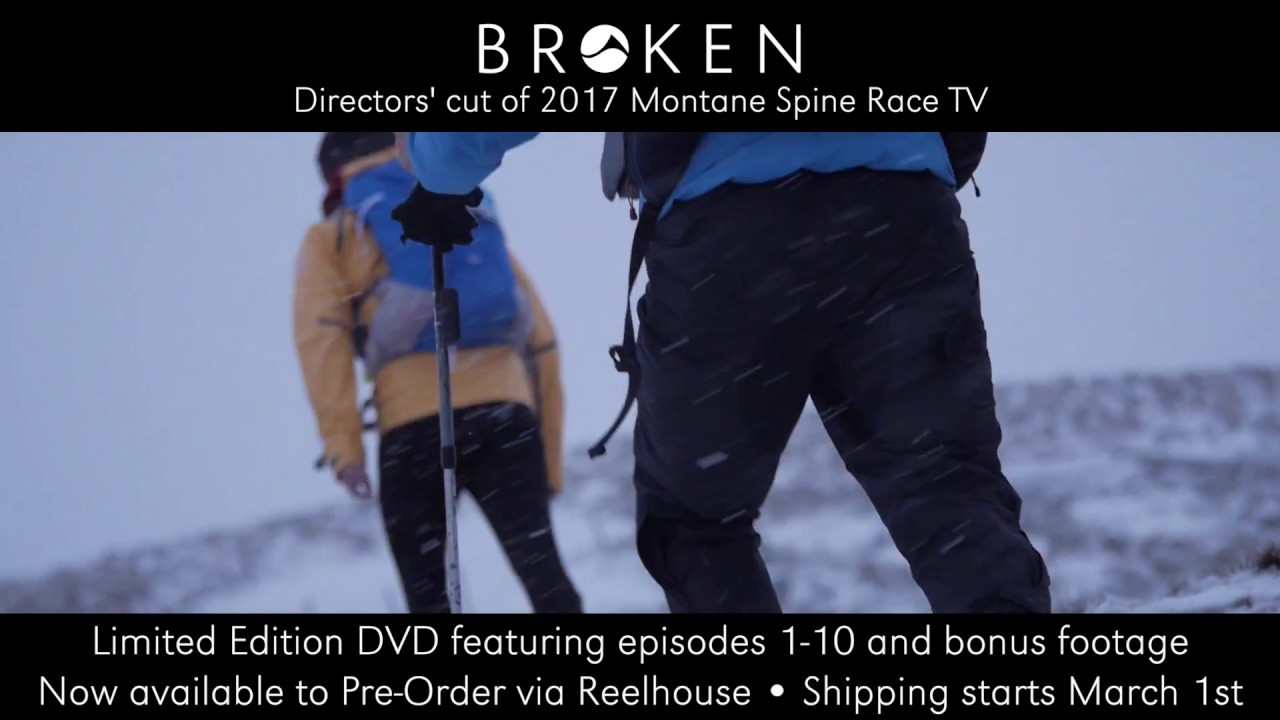 BROKEN
Directors' cut of 2017 Montane Spine Race TV
Limited Edition DVD featuring episodes 1-10 and bonus footage
Now available to Pre-Order via Reelhouse • Shipping starts March 1st